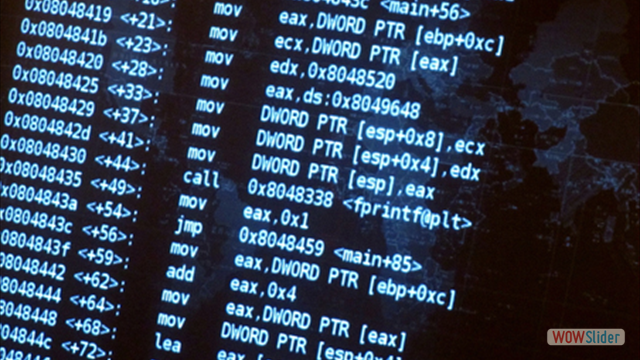 <main+56>
mov eax,DWORD PTR [ebp+0xc]
0x08048419 <+21>: mov ecx,DWORD PTR [eax]
0x0804841b <+23>: mov edx,0x8048520
0x08048420 <+28>: mov eax,ds:0x8049648
0x08048425 <+33>: mov DWORD PTR [esp+0x8],ecx
0x08048429 <+37>: mov DWORD PTR [esp+0x4],edx
0x0804842d <+41>: mov DWORD PTR [esp],eax
0x08048430 <+44>: call 0x8048338 <fprintf@plt>
0x08048435 <+49>: mov eax,0x1
0x0804843a <+54>: jmp 0x8048459 <main+85>
0x0804843c <+56>: mov eax,DWORD PTR [ebp+0xc]
0x0804843f <+59>: add eax,0x4
0x08048442 <+62>: mov eax,DWORD PTR [eax]
0x08048444 <+64>: mov DWORD PTR
0x08048448 <+68>: lea
<+72>:
WOWSlider